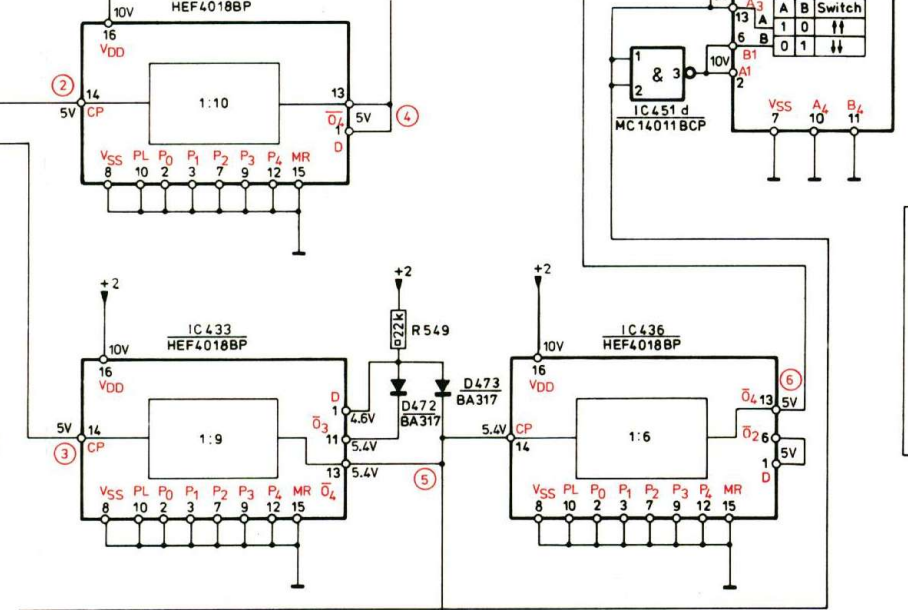 HEF4018BP
10V
16
VDD
2
14
5V
CP
1:10
13
5V
O4
1
D
4
VSS PL P0 P1 P2 P3 P4 MR
8 10 2 3 7 9 12 15
A3
13
A
A B Switch
1 0 ↑↑
0 1 ↓↓
6
B
B1
10V
A1
2
1
2
& 3
IC451d
MC14011BCP
VSS A4 B4
7 10 11
+2
10V
16
VDD
IC433
HEF4018BP
5V
14
3
CP
1:9
D
1
4.6V
O̅3
11
5.4V
13
5.4V
O̅4
VSS PL P0 P1 P2 P3 P4 MR
8 10 2 3 7 9 12 15
+2
22k
R549
D472
BA317
D473
BA317
5
+2
10V
16
VDD
IC436
HEF4018BP
5.4V
CP
14
1:6
6
O̅4 13
5V
O̅2 6
5V
1
D
VSS PL P0 P1 P2 P3 P4 MR
8 10 2 3 7 9 12 15